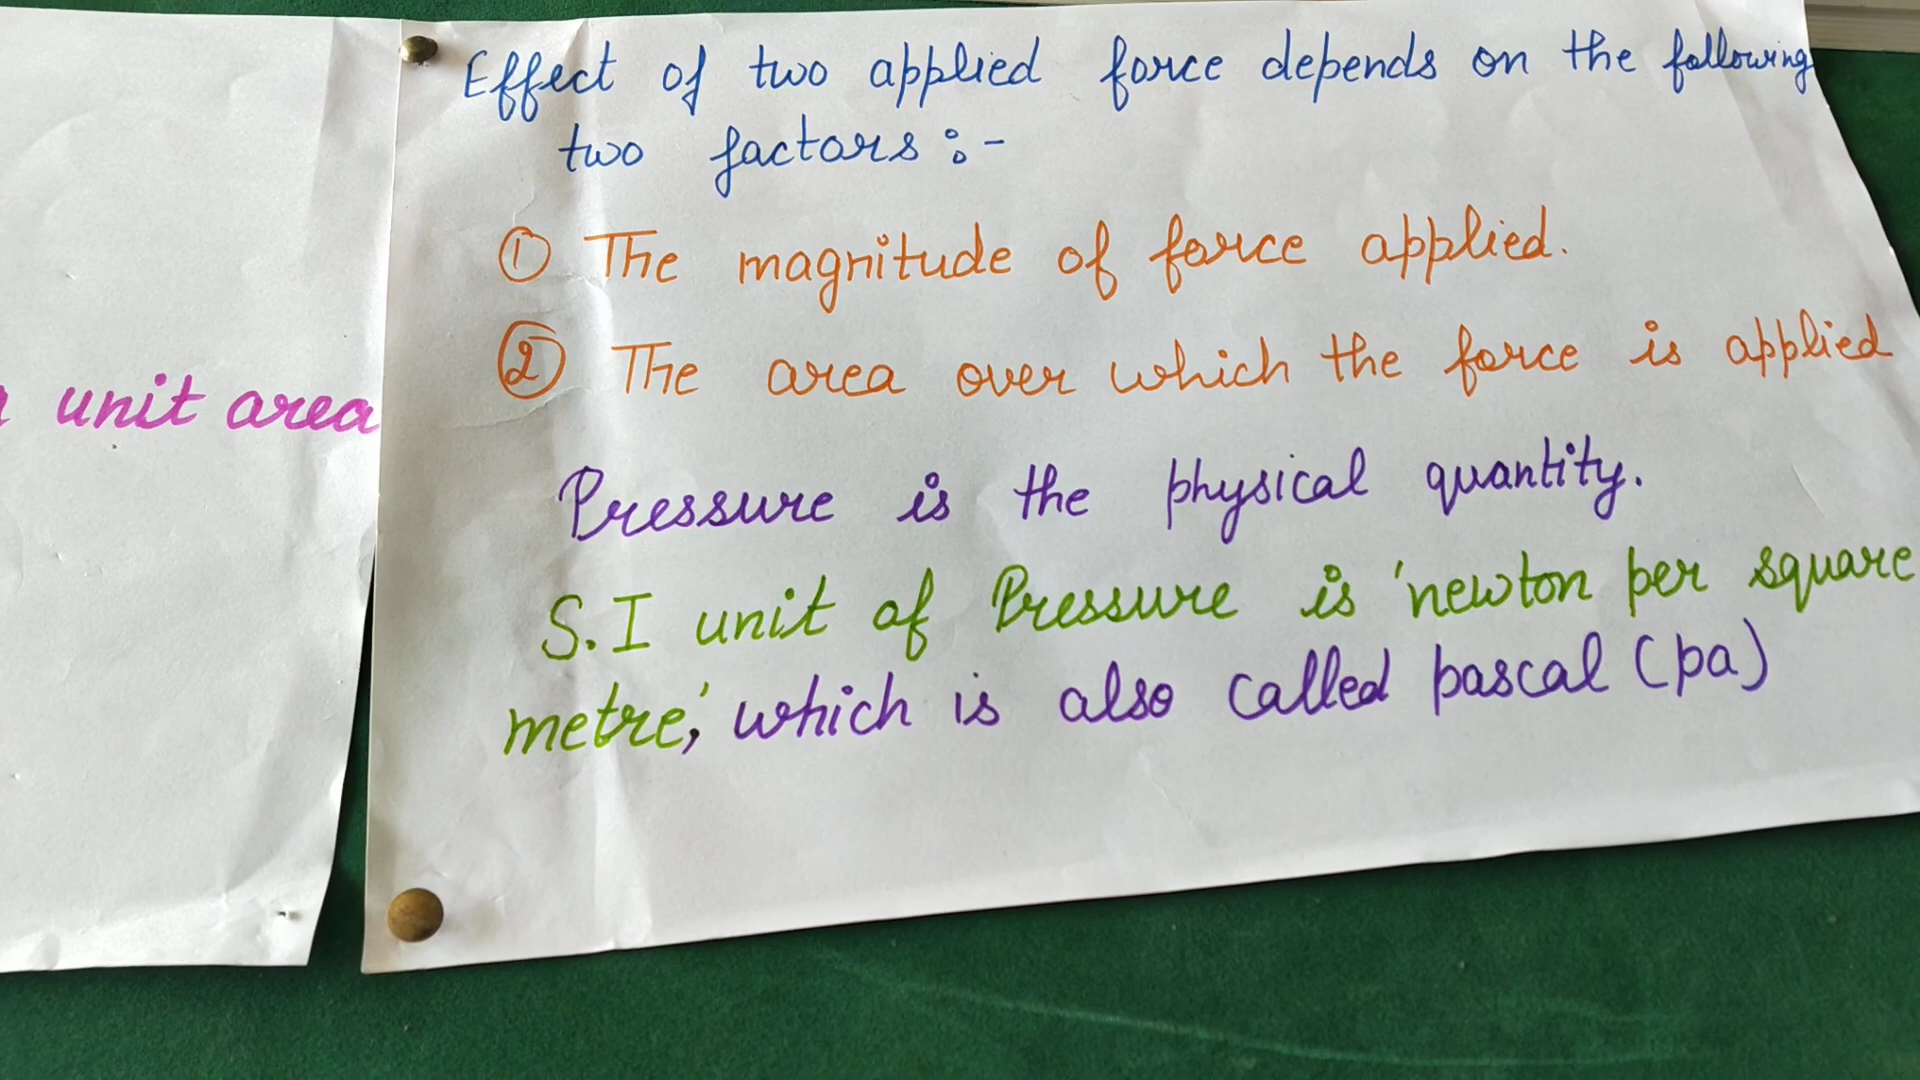 unit area
Effect of two applied force depends on the following
two factors :-
① The magnitude of force applied.
② The area over which the force is applied
Pressure is the physical quantity.
S.I unit of Pressure is 'newton per square
metre,' which is also called pascal (pa)